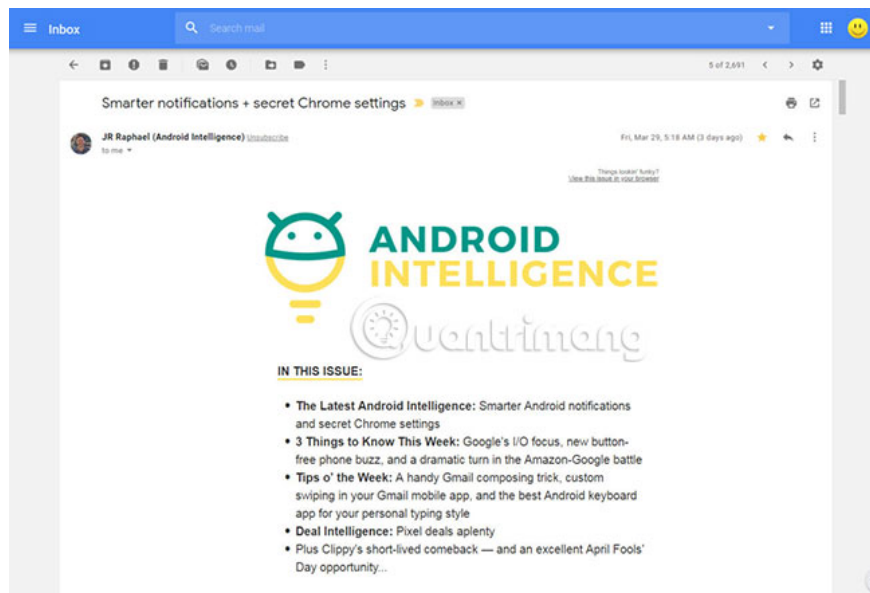 Inbox
Search mail
5 of 2,691
Smarter notifications + secret Chrome settings
Inbox x
JR Raphael (Android Intelligence) Unsubscribe
Fri, Mar 29, 5:18 AM (3 days ago)
to me
Things lookin' funky?
View this issue in your browser
ANDROID
INTELLIGENCE
Quantrimang
IN THIS ISSUE:
• The Latest Android Intelligence: Smarter Android notifications
and secret Chrome settings
• 3 Things to Know This Week: Google's I/O focus, new button-
free phone buzz, and a dramatic turn in the Amazon-Google battle
• Tips o' the Week: A handy Gmail composing trick, custom
swiping in your Gmail mobile app, and the best Android keyboard
app for your personal typing style
• Deal Intelligence: Pixel deals aplenty
• Plus Clippy's short-lived comeback — and an excellent April Fools'
Day opportunity...